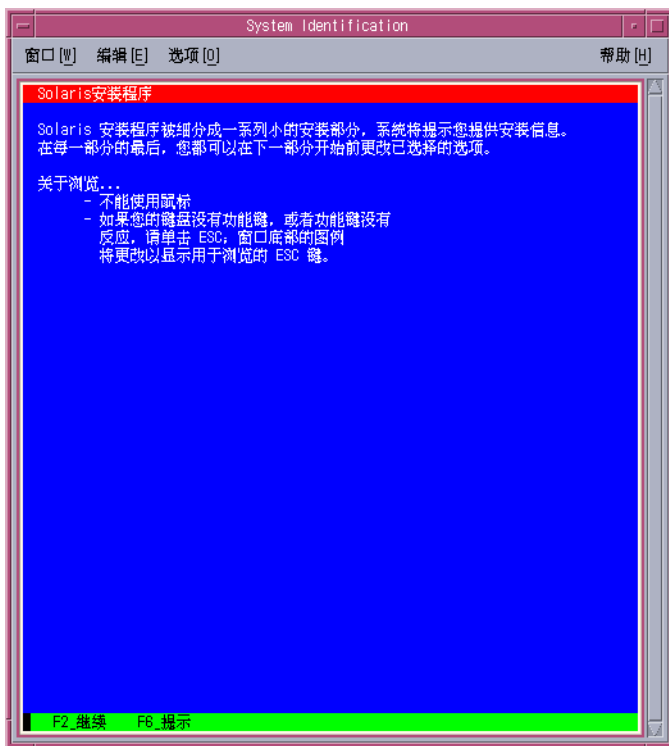 System Identification
窗口[W] 编辑[E] 选项[O] 帮助[H]
Solaris安装程序
Solaris 安装程序被细分成一系列小的安装部分，系统将提示您提供安装信息。
在每一部分的最后，您都可以在下一部分开始前更改已选择的选项。
关于浏览...
- 不能使用鼠标
- 如果您的键盘没有功能键，或者功能键没有
反应，请单击 ESC；窗口底部的图例
将更改以显示用于浏览的 ESC 键。
F2_继续 F6_提示